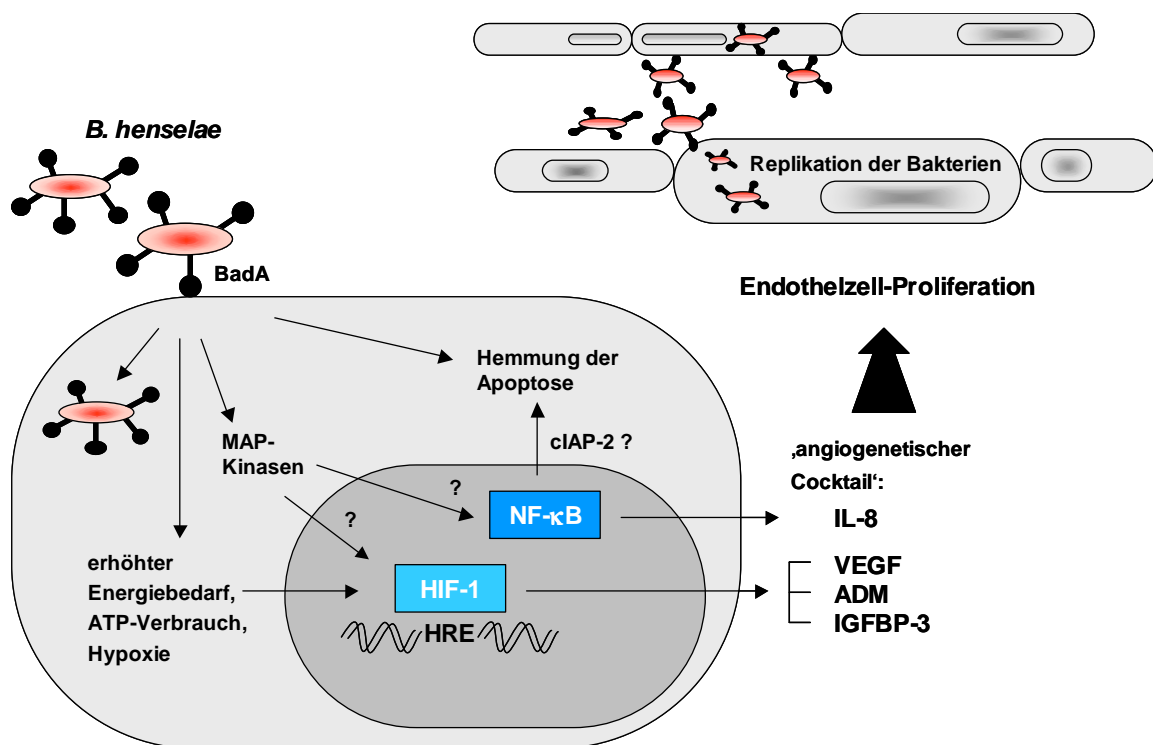 B. henselae
BadA
Replikation der Bakterien
Endothelzell-Proliferation
Hemmung der
Apoptose
cIAP-2 ?
MAP-
Kinasen
?
?
NF-κB
HIF-1
HRE
erhöhter
Energiebedarf,
ATP-Verbrauch,
Hypoxie
‚angiogenetischer
Cocktail‘:
IL-8
VEGF
ADM
IGFBP-3